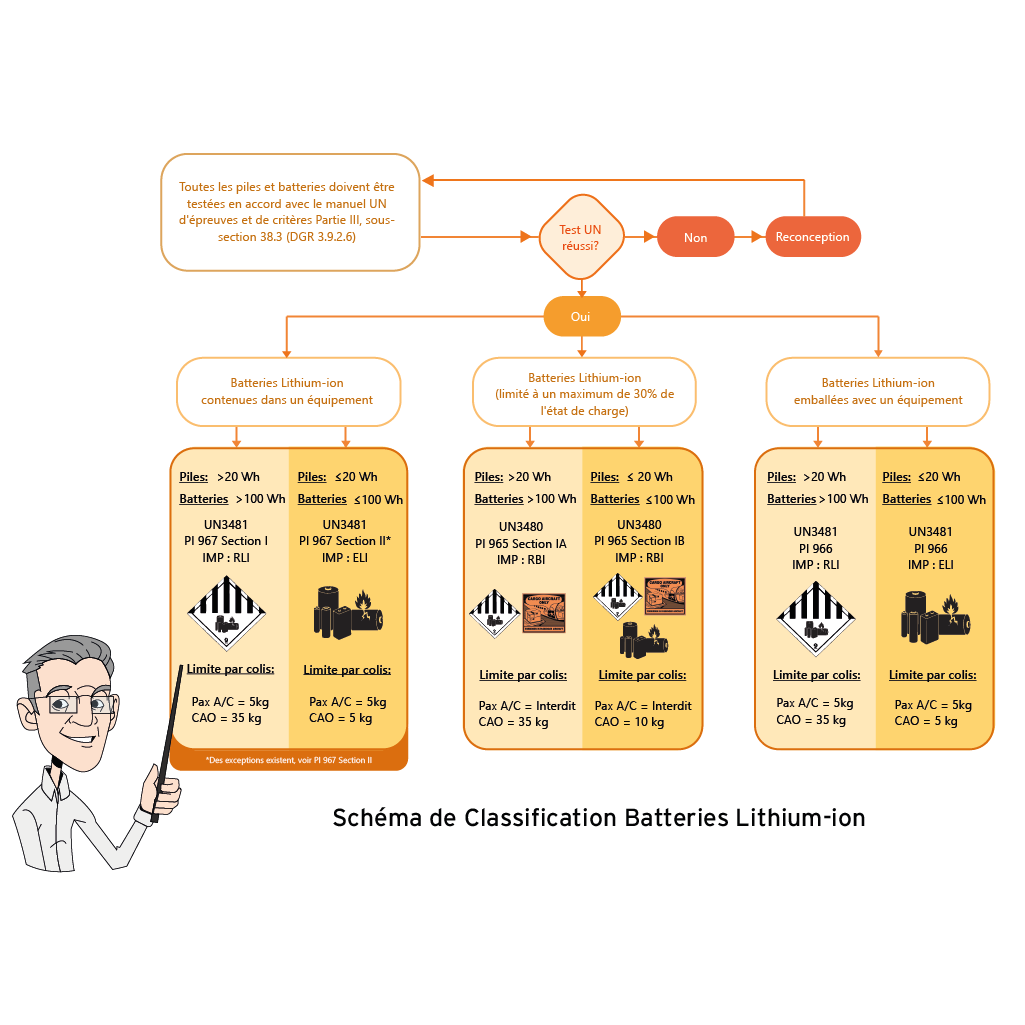 Toutes les piles et batteries doivent être
testées en accord avec le manuel UN
d'épreuves et de critères Partie III, sous-
section 38.3 (DGR 3.9.2.6)
Test UN
réussi?
Non
Reconception
Oui
Batteries Lithium-ion
contenues dans un équipement
Batteries Lithium-ion
(limité à un maximum de 30% de
l'état de charge)
Batteries Lithium-ion
emballées avec un équipement
Piles: >20 Wh
Batteries >100 Wh
UN3481
PI 967 Section I
IMP : RLI
9
Limite par colis:
Pax A/C = 5kg
CAO = 35 kg
Piles: ≤20 Wh
Batteries ≤100 Wh
UN3481
PI 967 Section II*
IMP : ELI
Limite par colis:
Pax A/C = 5kg
CAO = 5 kg
*Des exceptions existent, voir PI 967 Section II
Piles: >20 Wh
Batteries >100 Wh
UN3480
PI 965 Section IA
IMP : RBI
CARGO AIRCRAFT
ONLY
Limite par colis:
Pax A/C = Interdit
CAO = 35 kg
Piles: ≤ 20 Wh
Batteries ≤100 Wh
UN3480
PI 965 Section IB
IMP : RBI
CARGO AIRCRAFT
ONLY
Limite par colis:
Pax A/C = Interdit
CAO = 10 kg
Piles: >20 Wh
Batteries >100 Wh
UN3481
PI 966
IMP : RLI
9
Limite par colis:
Pax A/C = 5kg
CAO = 35 kg
Piles: ≤20 Wh
Batteries ≤100 Wh
UN3481
PI 966
IMP : ELI
Limite par colis:
Pax A/C = 5kg
CAO = 5 kg
Schéma de Classification Batteries Lithium-ion